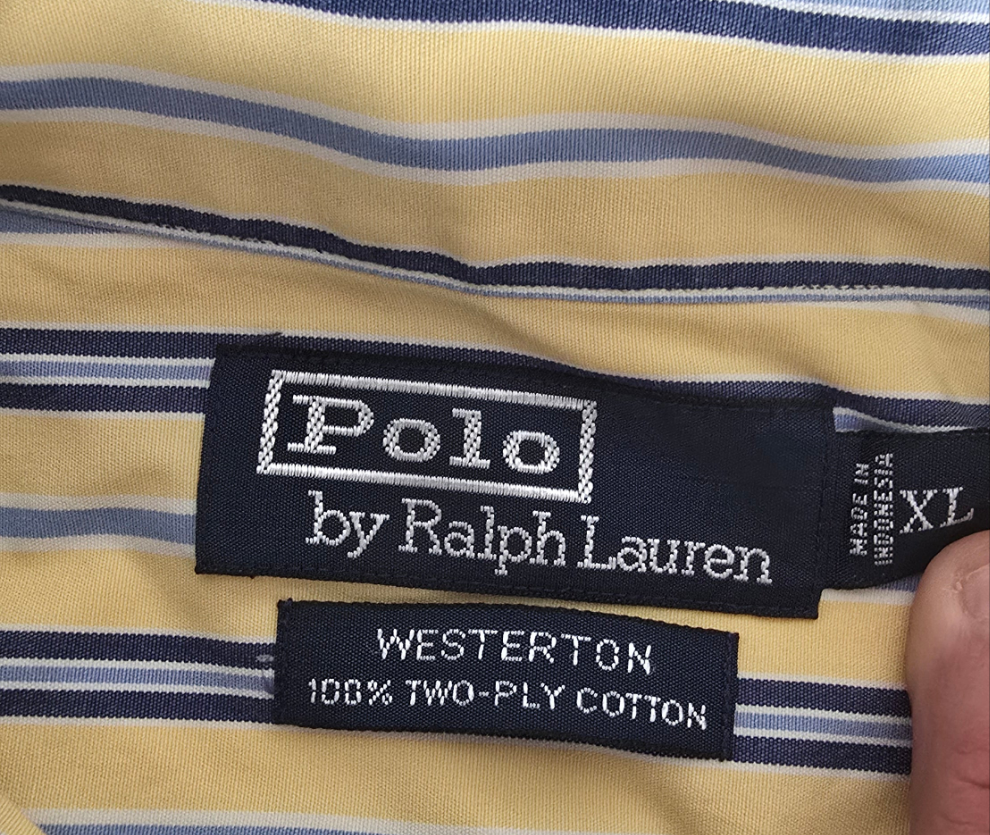 Polo
by Ralph Lauren
MADE IN
INDONESIA
XL
WESTERTON
100% TWO-PLY COTTON